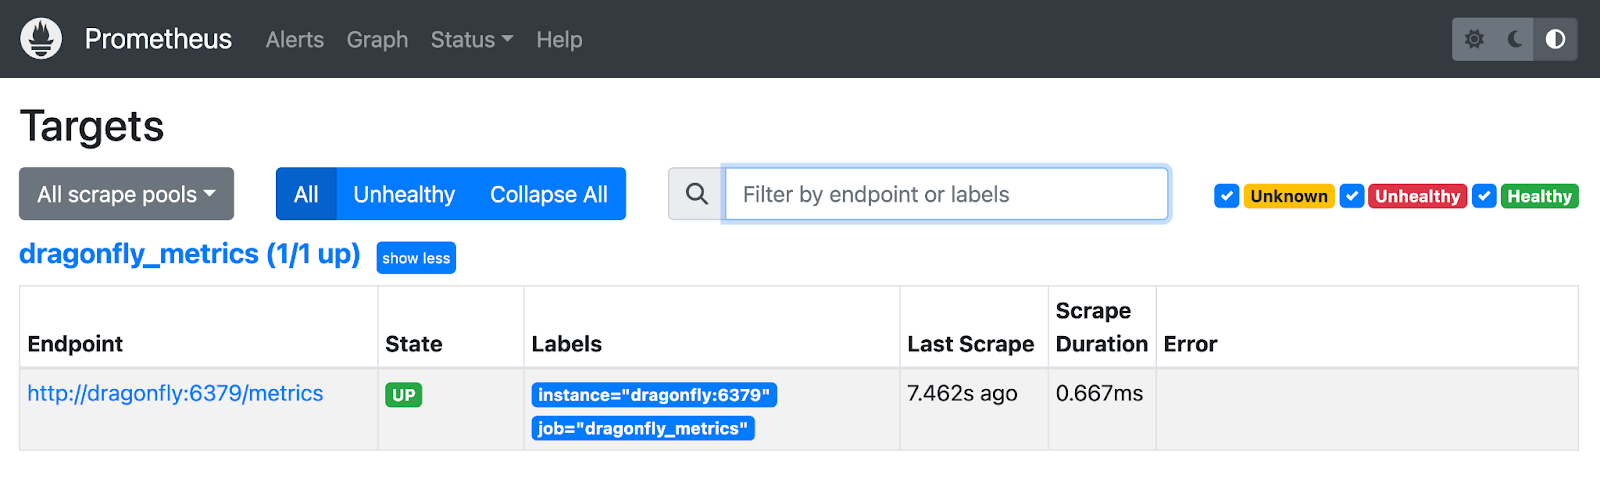 Prometheus Alerts Graph Status Help
Targets
All scrape pools All Unhealthy Collapse All Filter by endpoint or labels Unknown Unhealthy Healthy
dragonfly_metrics (1/1 up) show less
Endpoint State Labels Last Scrape Scrape Duration Error
http://dragonfly:6379/metrics UP instance="dragonfly:6379" 7.462s ago 0.667ms
job="dragonfly_metrics"